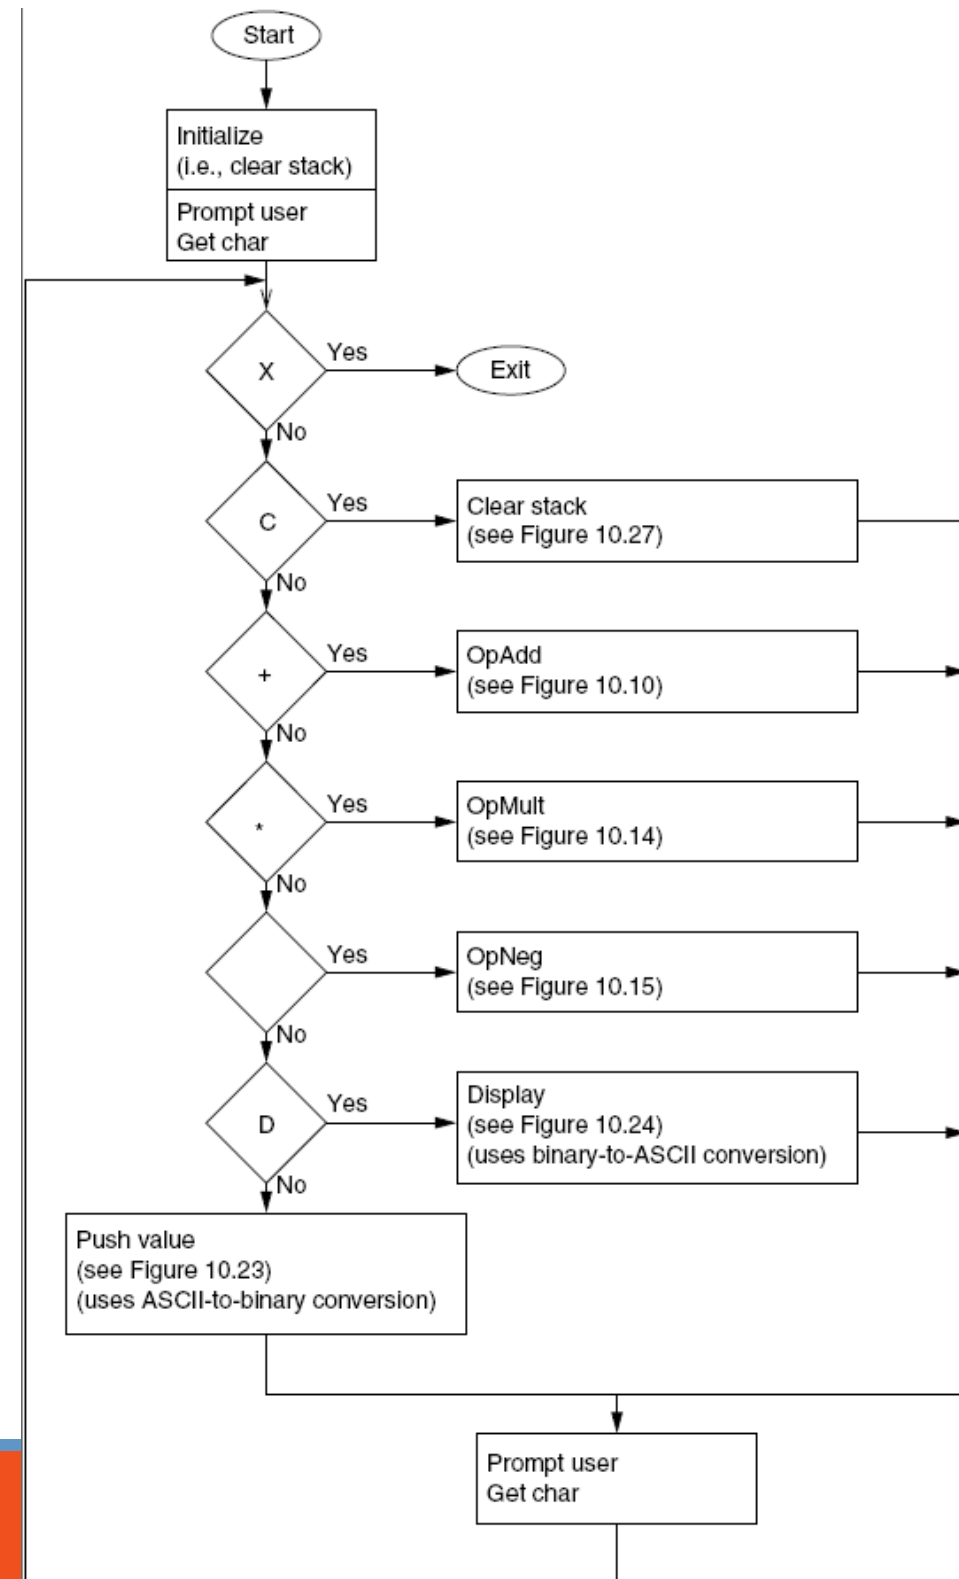 Start
Initialize
(i.e., clear stack)
Prompt user
Get char
X
Yes
Exit
No
C
Yes
Clear stack
(see Figure 10.27)
No
+
Yes
OpAdd
(see Figure 10.10)
No
*
Yes
OpMult
(see Figure 10.14)
No
Yes
OpNeg
(see Figure 10.15)
No
D
Yes
Display
(see Figure 10.24)
(uses binary-to-ASCII conversion)
No
Push value
(see Figure 10.23)
(uses ASCII-to-binary conversion)
Prompt user
Get char